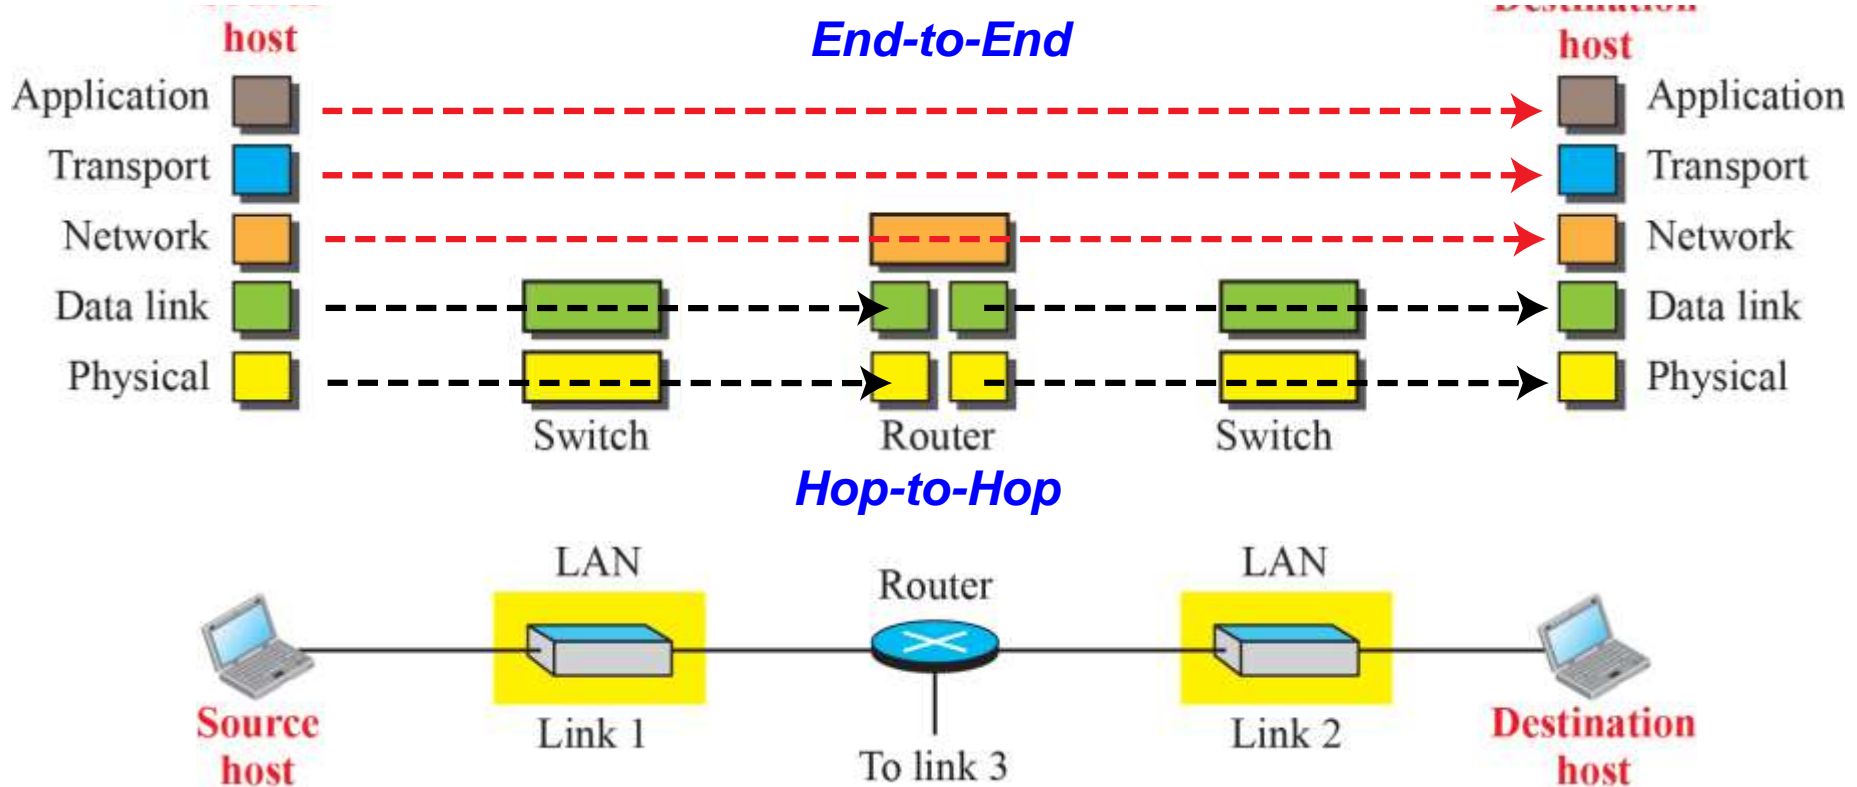 host
End-to-End
Destination
host
Application
Application
Transport
Transport
Network
Network
Data link
Data link
Physical
Physical
Switch
Router
Switch
Hop-to-Hop
LAN
Router
LAN
Source
host
Link 1
To link 3
Link 2
Destination
host